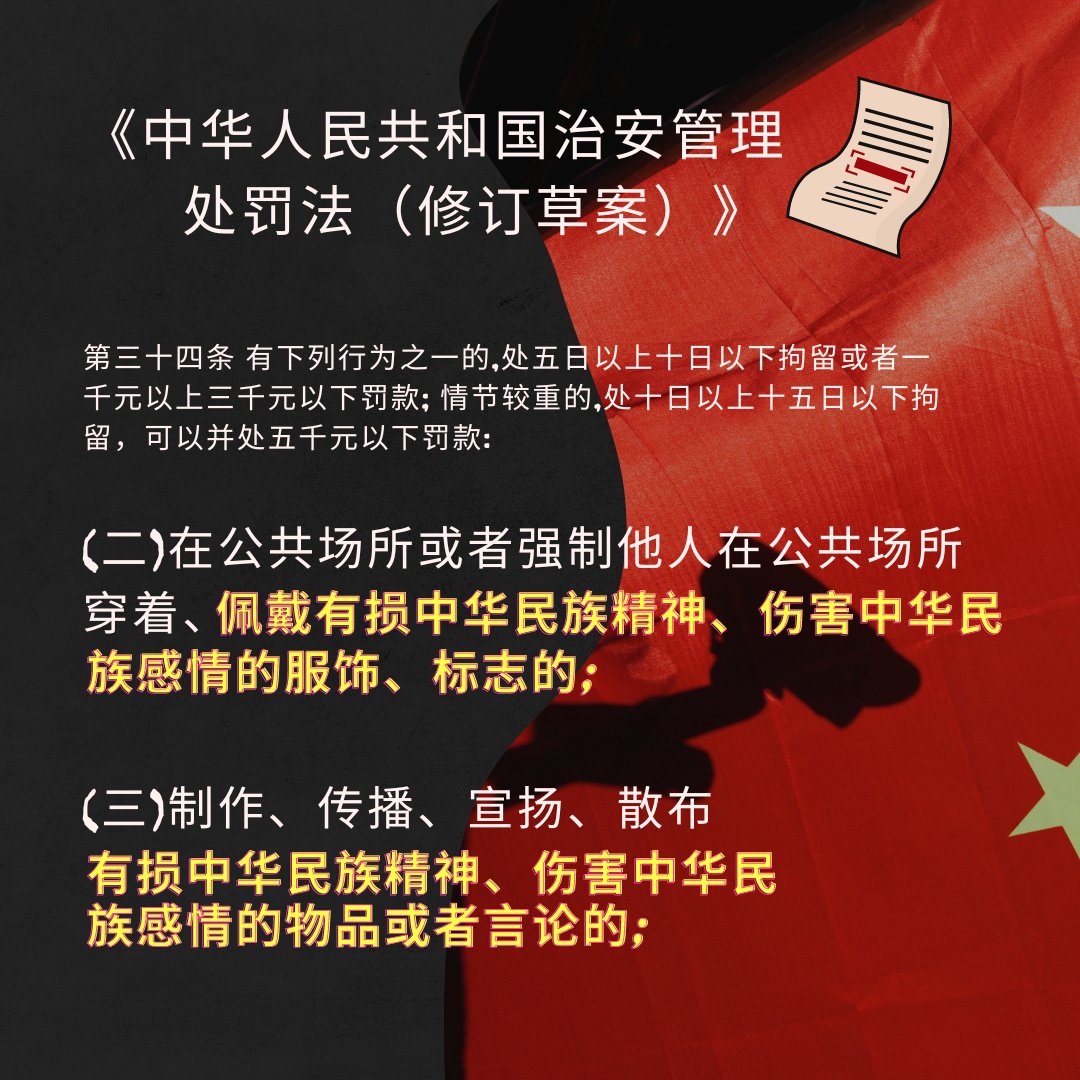 《中华人民共和国治安管理
处罚法（修订草案）》
第三十四条 有下列行为之一的,处五日以上十日以下拘留或者一
千元以上三千元以下罚款; 情节较重的,处十日以上十五日以下拘
留，可以并处五千元以下罚款:
(二)在公共场所或者强制他人在公共场所
穿着、佩戴有损中华民族精神、伤害中华民
族感情的服饰、标志的;
(三)制作、传播、宣扬、散布
有损中华民族精神、伤害中华民
族感情的物品或者言论的;